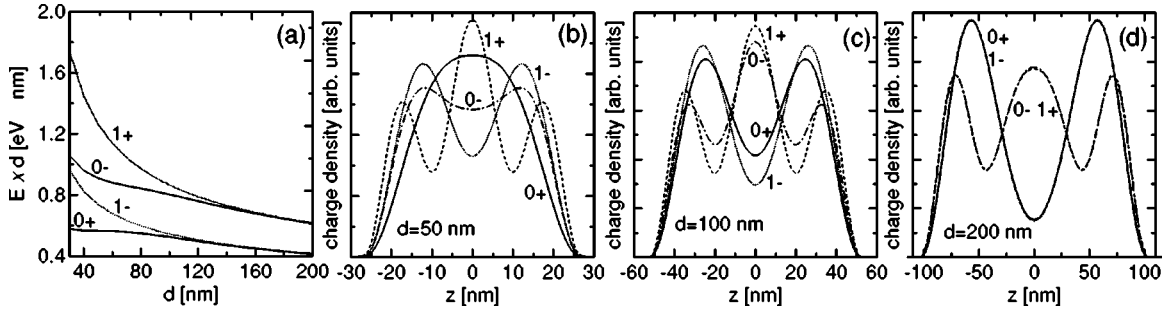 (a)
2.0
1.6
1.2
0.8
0.4
E x d [eV nm]
1+
0-
1-
0+
40
80
120
160
200
d [nm]
(b)
charge density [arb. units]
1+
1-
0-
0+
d=50 nm
-30
-20
-10
0
10
20
30
z [nm]
(c)
charge density [arb. units]
1+
0-
0+
1-
d=100 nm
-60
-40
-20
0
20
40
60
z [nm]
(d)
charge density [arb. units]
0+
1-
0- 1+
d=200 nm
-100
-50
0
50
100
z [nm]